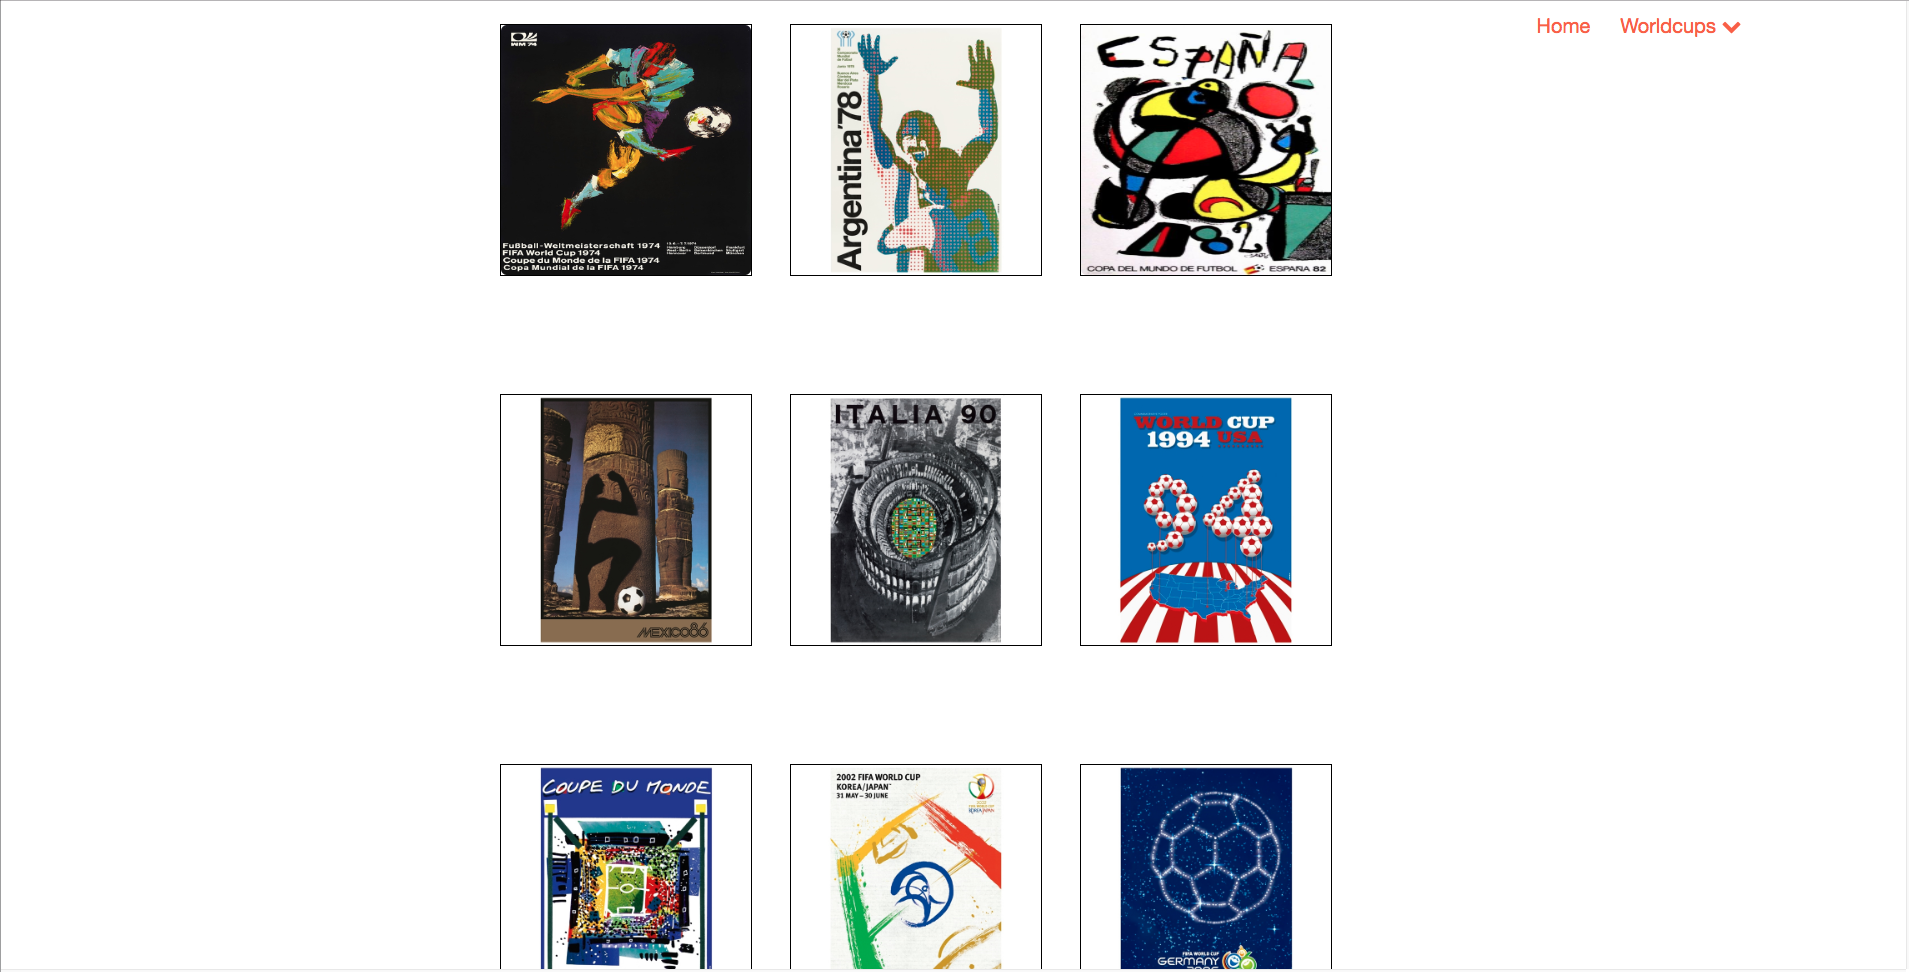 Home Worldcups
WM 74
Fußball-Weltmeisterschaft 1974
FIFA World Cup 1974
Coupe du Monde de la FIFA 1974
Copa Mundial de la FIFA 1974
Argentina '78
ESPAÑA
82
COPA DEL MUNDO DE FUTBOL ESPAÑA 82
MEXICO86
ITALIA 90
WORLD CUP
1994 USA
94
COUPE DU MONDE
2002 FIFA WORLD CUP
KOREA/JAPAN™
31 MAY – 30 JUNE
FIFA WORLD CUP
GERMANY
2006